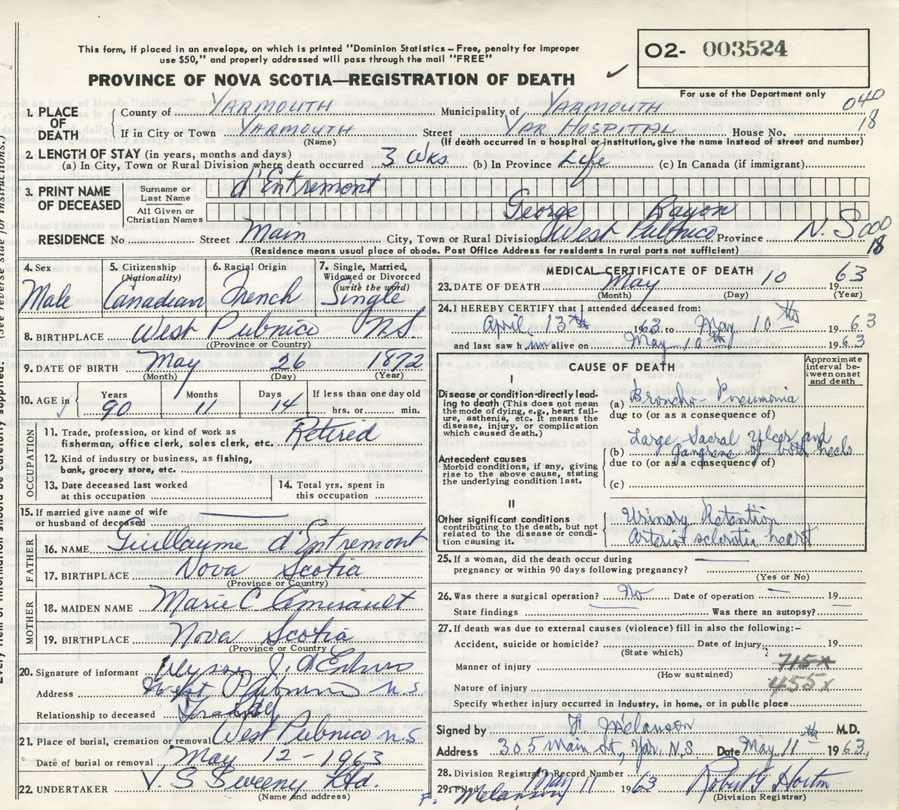 This form, if placed in an envelope, on which is printed "Dominion Statistics—Free, penalty for improper
use $50," and properly addressed will pass through the mail "FREE"
PROVINCE OF NOVA SCOTIA—REGISTRATION OF DEATH
O2- 003524
For use of the Department only
040
18
1. PLACE OF DEATH
County of YARMOUTH Municipality of YARMOUTH
If in City or Town YARMOUTH Street YAR HOSPITAL House No.
(Name) (If death occurred in a hospital or institution, give the name instead of street and number)
2. LENGTH OF STAY (in years, months and days)
(a) In City, Town or Rural Division where death occurred 3 wks. (b) In Province Life (c) In Canada (if immigrant)
3. PRINT NAME OF DECEASED
Surname or Last Name d'Entremont
All Given or Christian Names George Rayon
RESIDENCE No Street Main City, Town or Rural Division West Pubnico Province N.S. 000
(Residence means usual place of abode. Post Office Address for residents in rural parts not sufficient) 18
4. Sex Male
5. Citizenship (Nationality) Canadian
6. Racial Origin French
7. Single, Married, Widowed or Divorced (write the word) Single
8. BIRTHPLACE West Pubnico NS.
(Province or Country)
9. DATE OF BIRTH May 26 1872
(Month) (Day) (Year)
10. AGE in Years 90 Months 11 Days 14 If less than one day old hrs. or min.
OCCUPATION
11. Trade, profession, or kind of work as
fisherman, office clerk, sales clerk, etc. Retired
12. Kind of industry or business, as fishing,
bank, grocery store, etc.
13. Date deceased last worked at this occupation
14. Total yrs. spent in this occupation
15. If married give name of wife
or husband of deceased
FATHER
16. NAME Guillaume d'Entremont
17. BIRTHPLACE Nova Scotia
(Province or Country)
MOTHER
18. MAIDEN NAME Marie C Amirault
19. BIRTHPLACE Nova Scotia
(Province or Country)
20. Signature of informant
Address West Pubnico N.S
Relationship to deceased
21. Place of burial, cremation or removal West Pubnico N.S
Date of burial or removal May 12-1963
22. UNDERTAKER V.S Sweeny Ltd.
(Name and address)
MEDICAL CERTIFICATE OF DEATH
23. DATE OF DEATH May 10 1963
(Month) (Day) (Year)
24. I HEREBY CERTIFY that I attended deceased from:
April 13th 1963 to May 10th 1963
and last saw him alive on May 10th 1963
CAUSE OF DEATH
Approximate interval between onset and death
I
Disease or condition directly leading to death (This does not mean the mode of dying, e.g., heart failure, asthenia, etc. It means the disease, injury, or complication which caused death.)
(a) Broncho-Pneumonia
due to (or as a consequence of)
Antecedent causes
Morbid conditions, if any, giving rise to the above cause, stating the underlying condition last.
(b) Large Sacral Ulcer and
gangrene of both heels
due to (or as a consequence of)
(c)
II
Other significant conditions contributing to the death, but not related to the disease or condition causing it.
Urinary Retention
Arterio sclerotic heart
25. If a woman, did the death occur during
pregnancy or within 90 days following pregnancy?
(Yes or No)
26. Was there a surgical operation? No Date of operation 19
State findings Was there an autopsy?
27. If death was due to external causes (violence) fill in also the following:-
Accident, suicide or homicide? Date of injury 19
(State which)
Manner of injury 715x
(How sustained)
Nature of injury 455x
Specify whether injury occurred in industry, in home, or in public place
Signed by F. Melanson M.D.
Address 305 Main St, Yar. N.S. Date May 11th 1963
28. Division Registrar's Record Number
29. Filed May 11 1963 Robert G Horton
F. Melanson (Division Registrar)